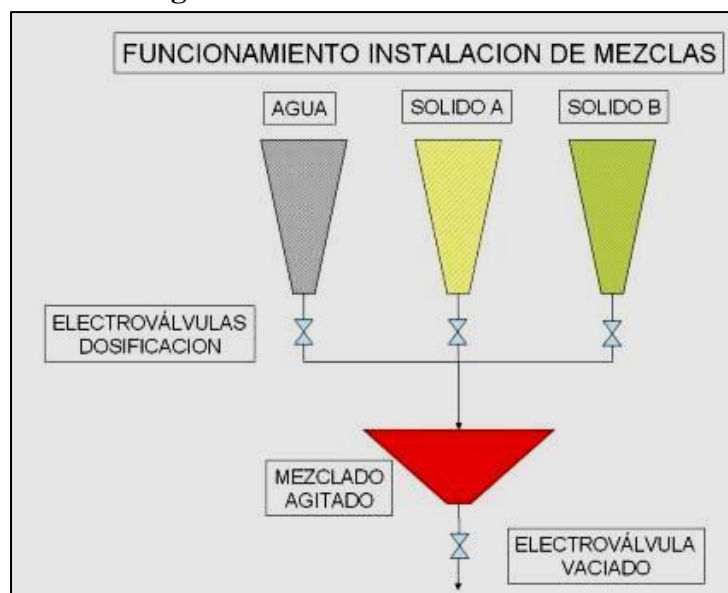 FUNCIONAMIENTO INSTALACION DE MEZCLAS
AGUA
SOLIDO A
SOLIDO B
ELECTROVÁLVULAS
DOSIFICACION
MEZCLADO
AGITADO
ELECTROVÁLVULA
VACIADO